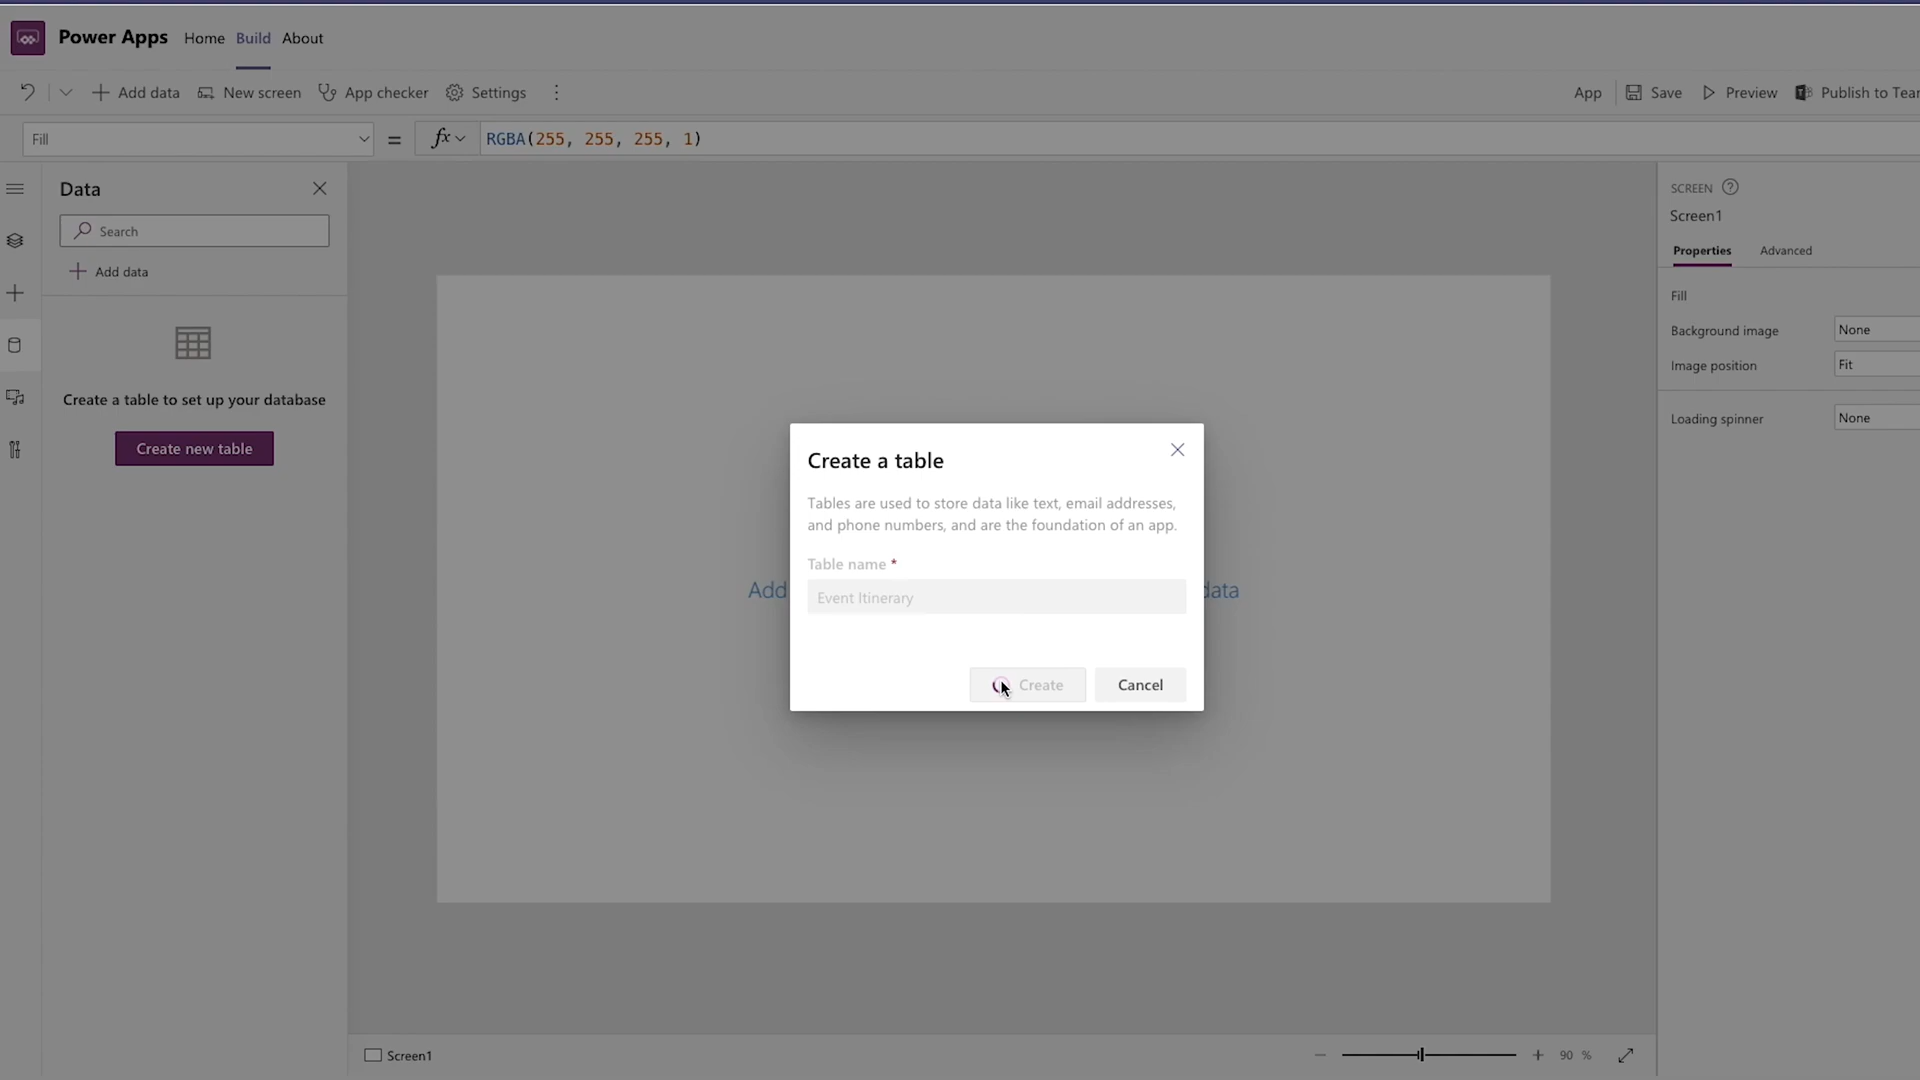 Power Apps Home Build About
Add data New screen App checker Settings App Save Preview Publish to Tear
Fill = fx RGBA(255, 255, 255, 1)
Data
Search
Add data
Create a table to set up your database
Create new table
Add
data
Create a table
Tables are used to store data like text, email addresses,
and phone numbers, and are the foundation of an app.
Table name *
Event Itinerary
Create Cancel
SCREEN
Screen1
Properties Advanced
Fill
Background image None
Image position Fit
Loading spinner None
Screen1
90 %